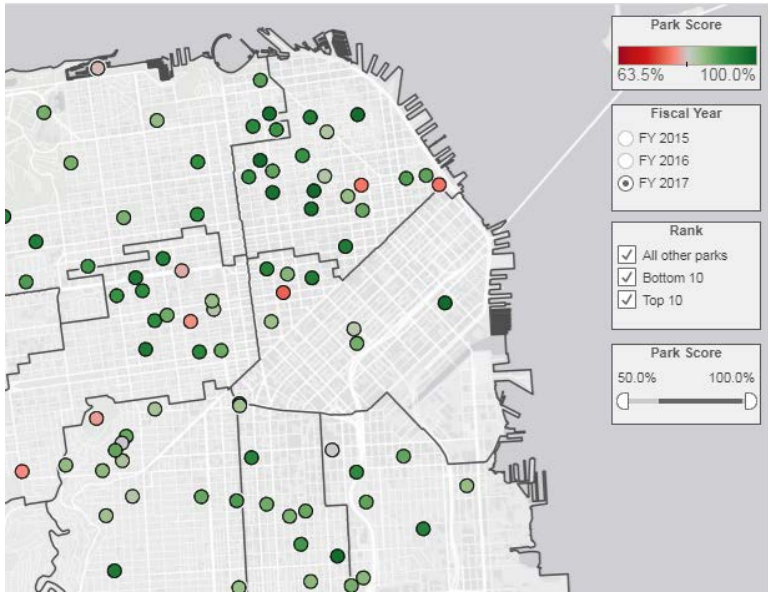 Park Score
63.5% 100.0%
Fiscal Year
FY 2015
FY 2016
FY 2017
Rank
All other parks
Bottom 10
Top 10
Park Score
50.0% 100.0%